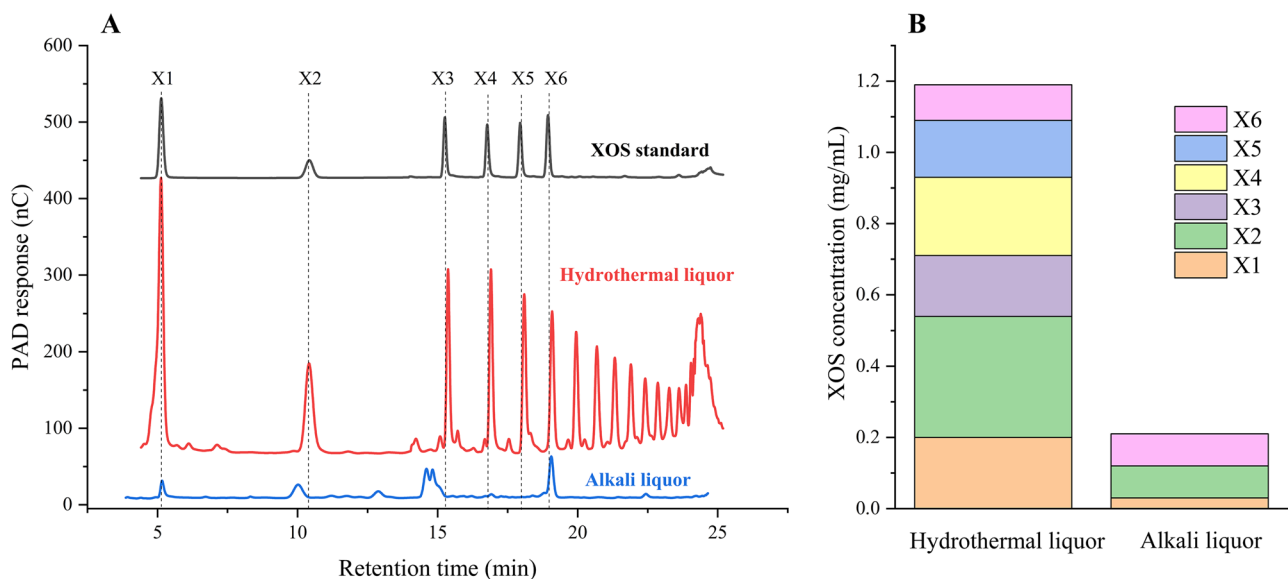 A
600
500
400
300
200
100
0
PAD response (nC)
X1
X2
X3
X4
X5
X6
XOS standard
Hydrothermal liquor
Alkali liquor
5
10
15
20
25
Retention time (min)
B
1.2
1.0
0.8
0.6
0.4
0.2
0.0
XOS concentration (mg/mL)
X6
X5
X4
X3
X2
X1
Hydrothermal liquor
Alkali liquor